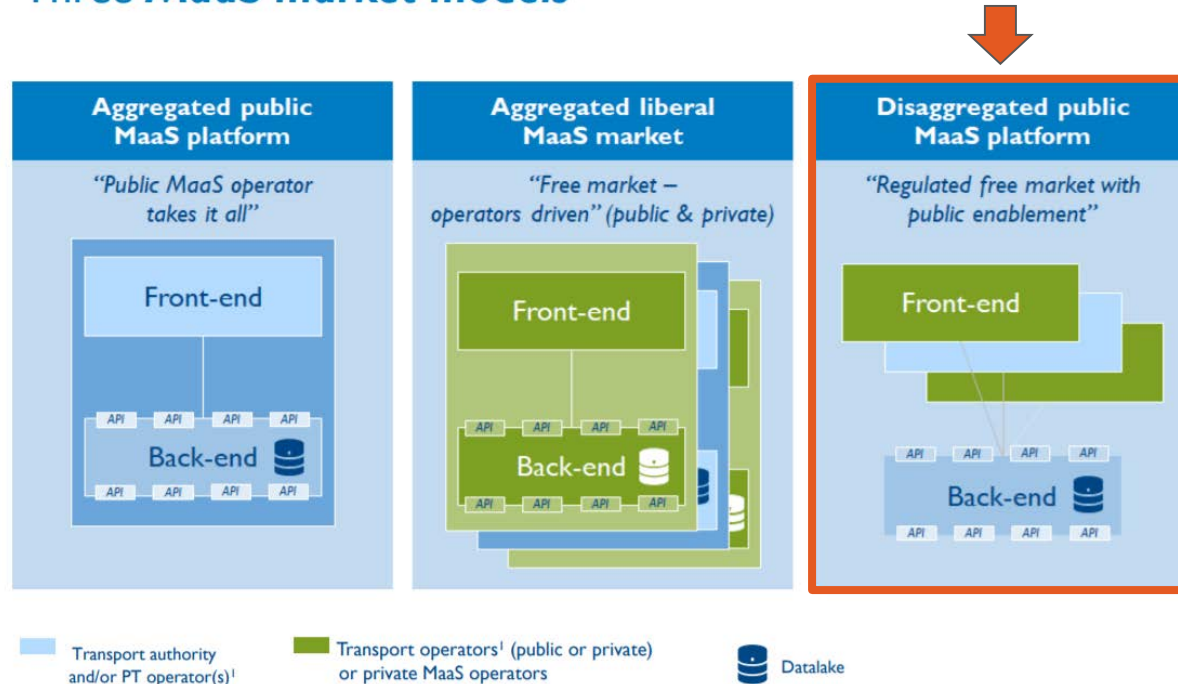 Three MaaS market models
Aggregated public
MaaS platform
“Public MaaS operator
takes it all”
Front-end
API API API API
Back-end
API API API API
Aggregated liberal
MaaS market
“Free market –
operators driven” (public & private)
Front-end
API API API API
Back-end
API API API API
Disaggregated public
MaaS platform
“Regulated free market with
public enablement”
Front-end
API API API API
Back-end
API API API API
Transport authority
and/or PT operator(s)¹
Transport operators¹ (public or private)
or private MaaS operators
Datalake